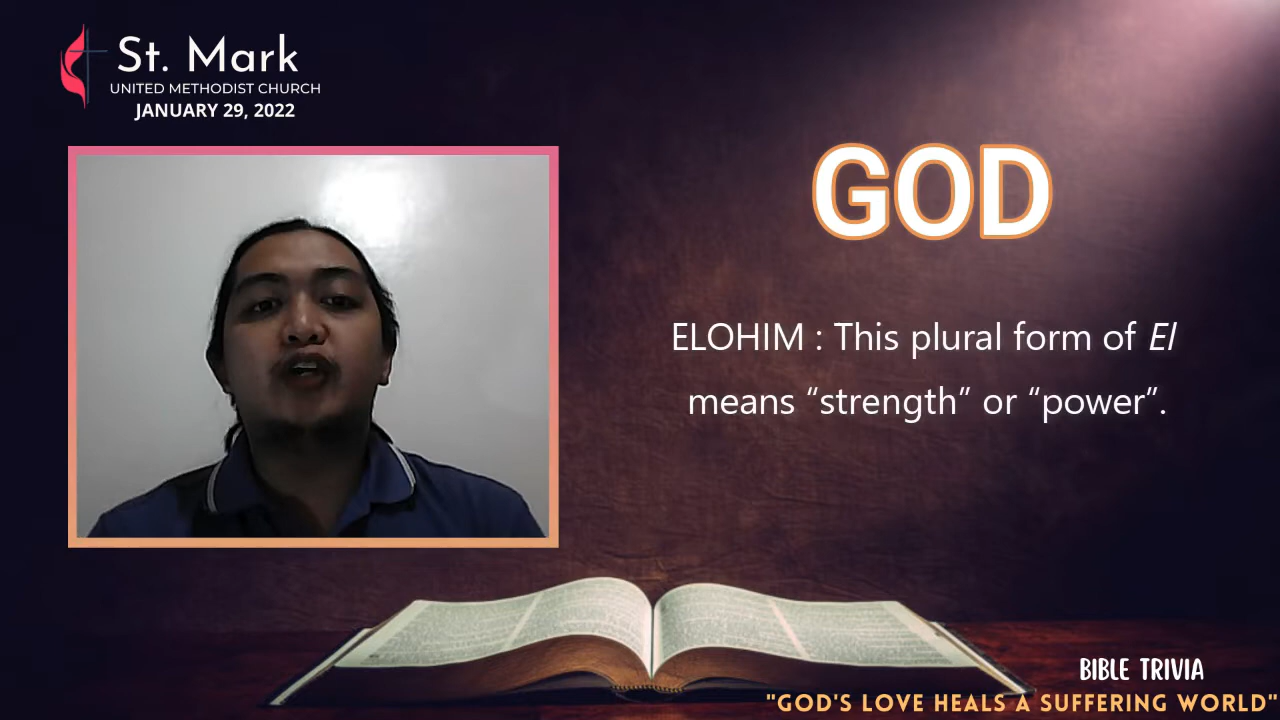 St. Mark
UNITED METHODIST CHURCH
JANUARY 29, 2022
GOD
ELOHIM : This plural form of El
means “strength” or “power”.
BIBLE TRIVIA
"GOD'S LOVE HEALS A SUFFERING WORLD"